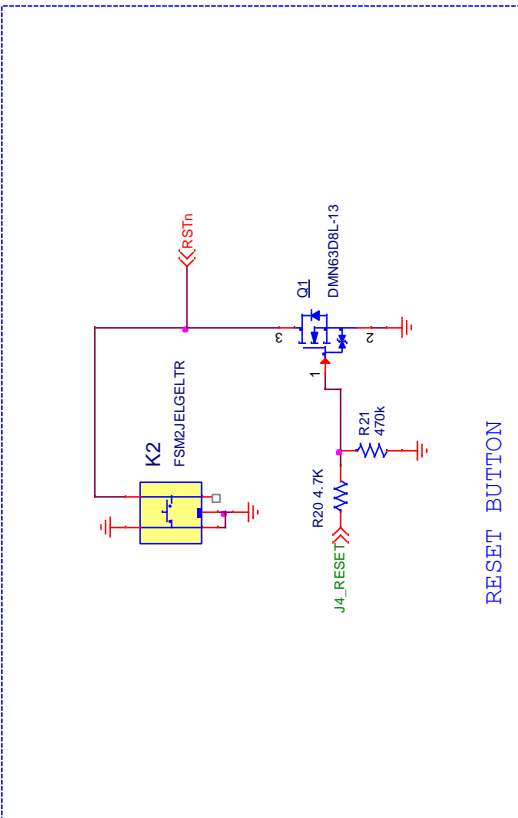 RSTn
K2
FSM2JELGELTR
Q1
DMN63D8L-13
3
2
1
R21
470k
R20 4.7K
J4_RESET
RESET BUTTON